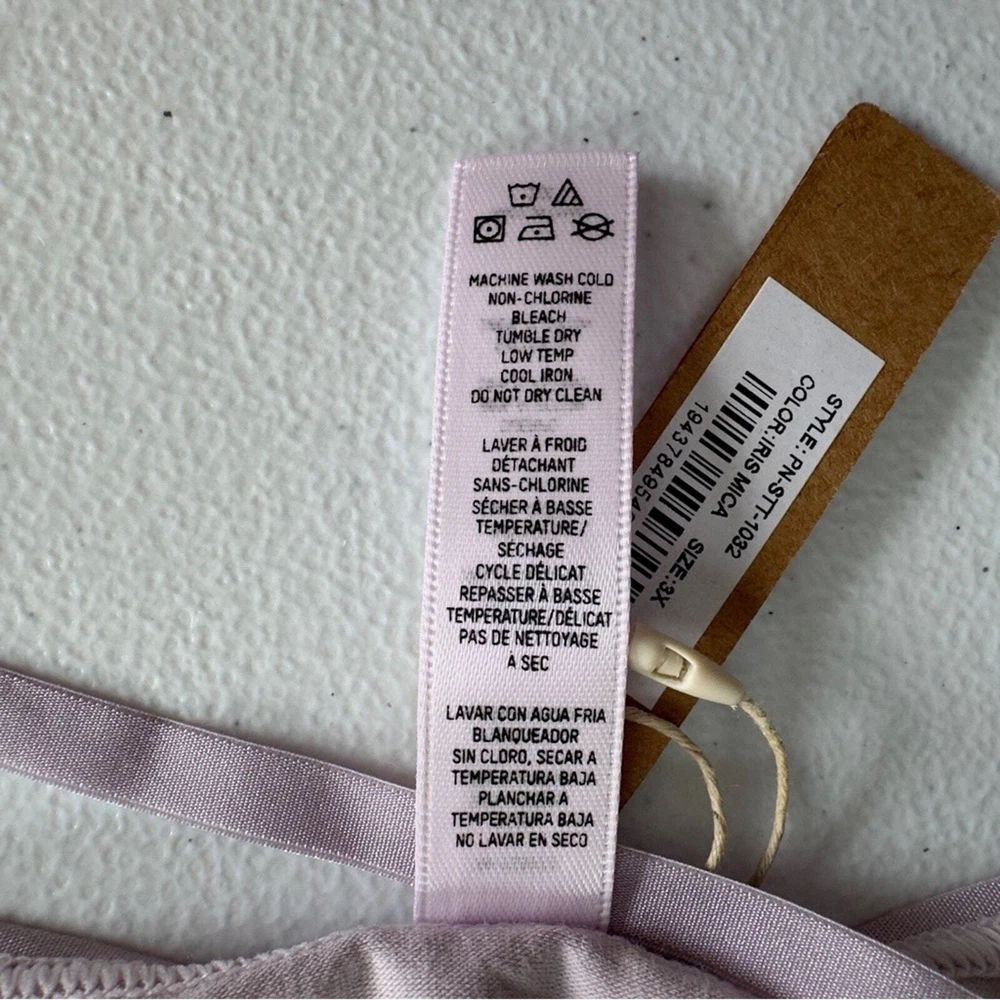 MACHINE WASH COLD
NON-CHLORINE
BLEACH
TUMBLE DRY
LOW TEMP
COOL IRON
DO NOT DRY CLEAN
LAVER À FROID
DÉTACHANT
SANS-CHLORINE
SÉCHER À BASSE
TEMPERATURE/
SÉCHAGE
CYCLE DÉLICAT
REPASSER À BASSE
TEMPERATURE/DÉLICAT
PAS DE NETTOYAGE
À SEC
LAVAR CON AGUA FRIA
BLANQUEADOR
SIN CLORO, SECAR A
TEMPERATURA BAJA
PLANCHAR A
TEMPERATURA BAJA
NO LAVAR EN SECO
STYLE: PN-STT-1032
COLOR:IRIS MICA
SIZE:3X